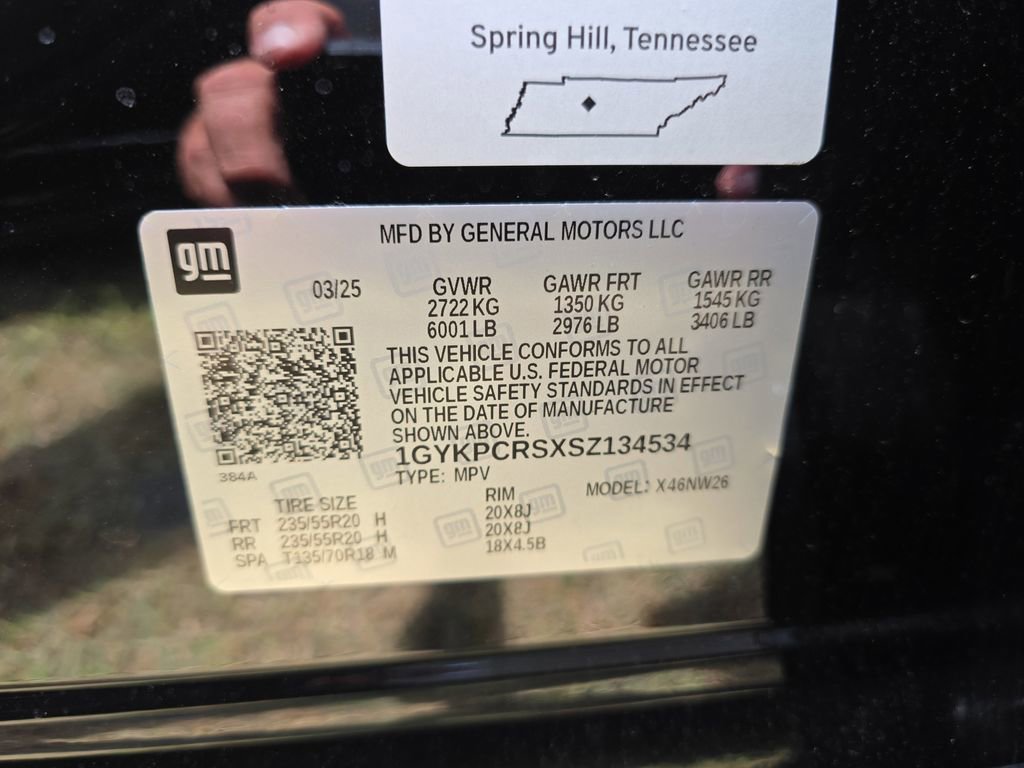 Spring Hill, Tennessee
gm
MFD BY GENERAL MOTORS LLC
03/25
GVWR GAWR FRT GAWR RR
2722 KG 1350 KG 1545 KG
6001 LB 2976 LB 3406 LB
THIS VEHICLE CONFORMS TO ALL
APPLICABLE U.S. FEDERAL MOTOR
VEHICLE SAFETY STANDARDS IN EFFECT
ON THE DATE OF MANUFACTURE
SHOWN ABOVE.
1GYKPCRSXSZ134534
384A
TYPE: MPV MODEL: X46NW26
TIRE SIZE RIM
FRT 235/55R20 H 20X8J
RR 235/55R20 H 20X8J
SPA T135/70R18 M 18X4.5B